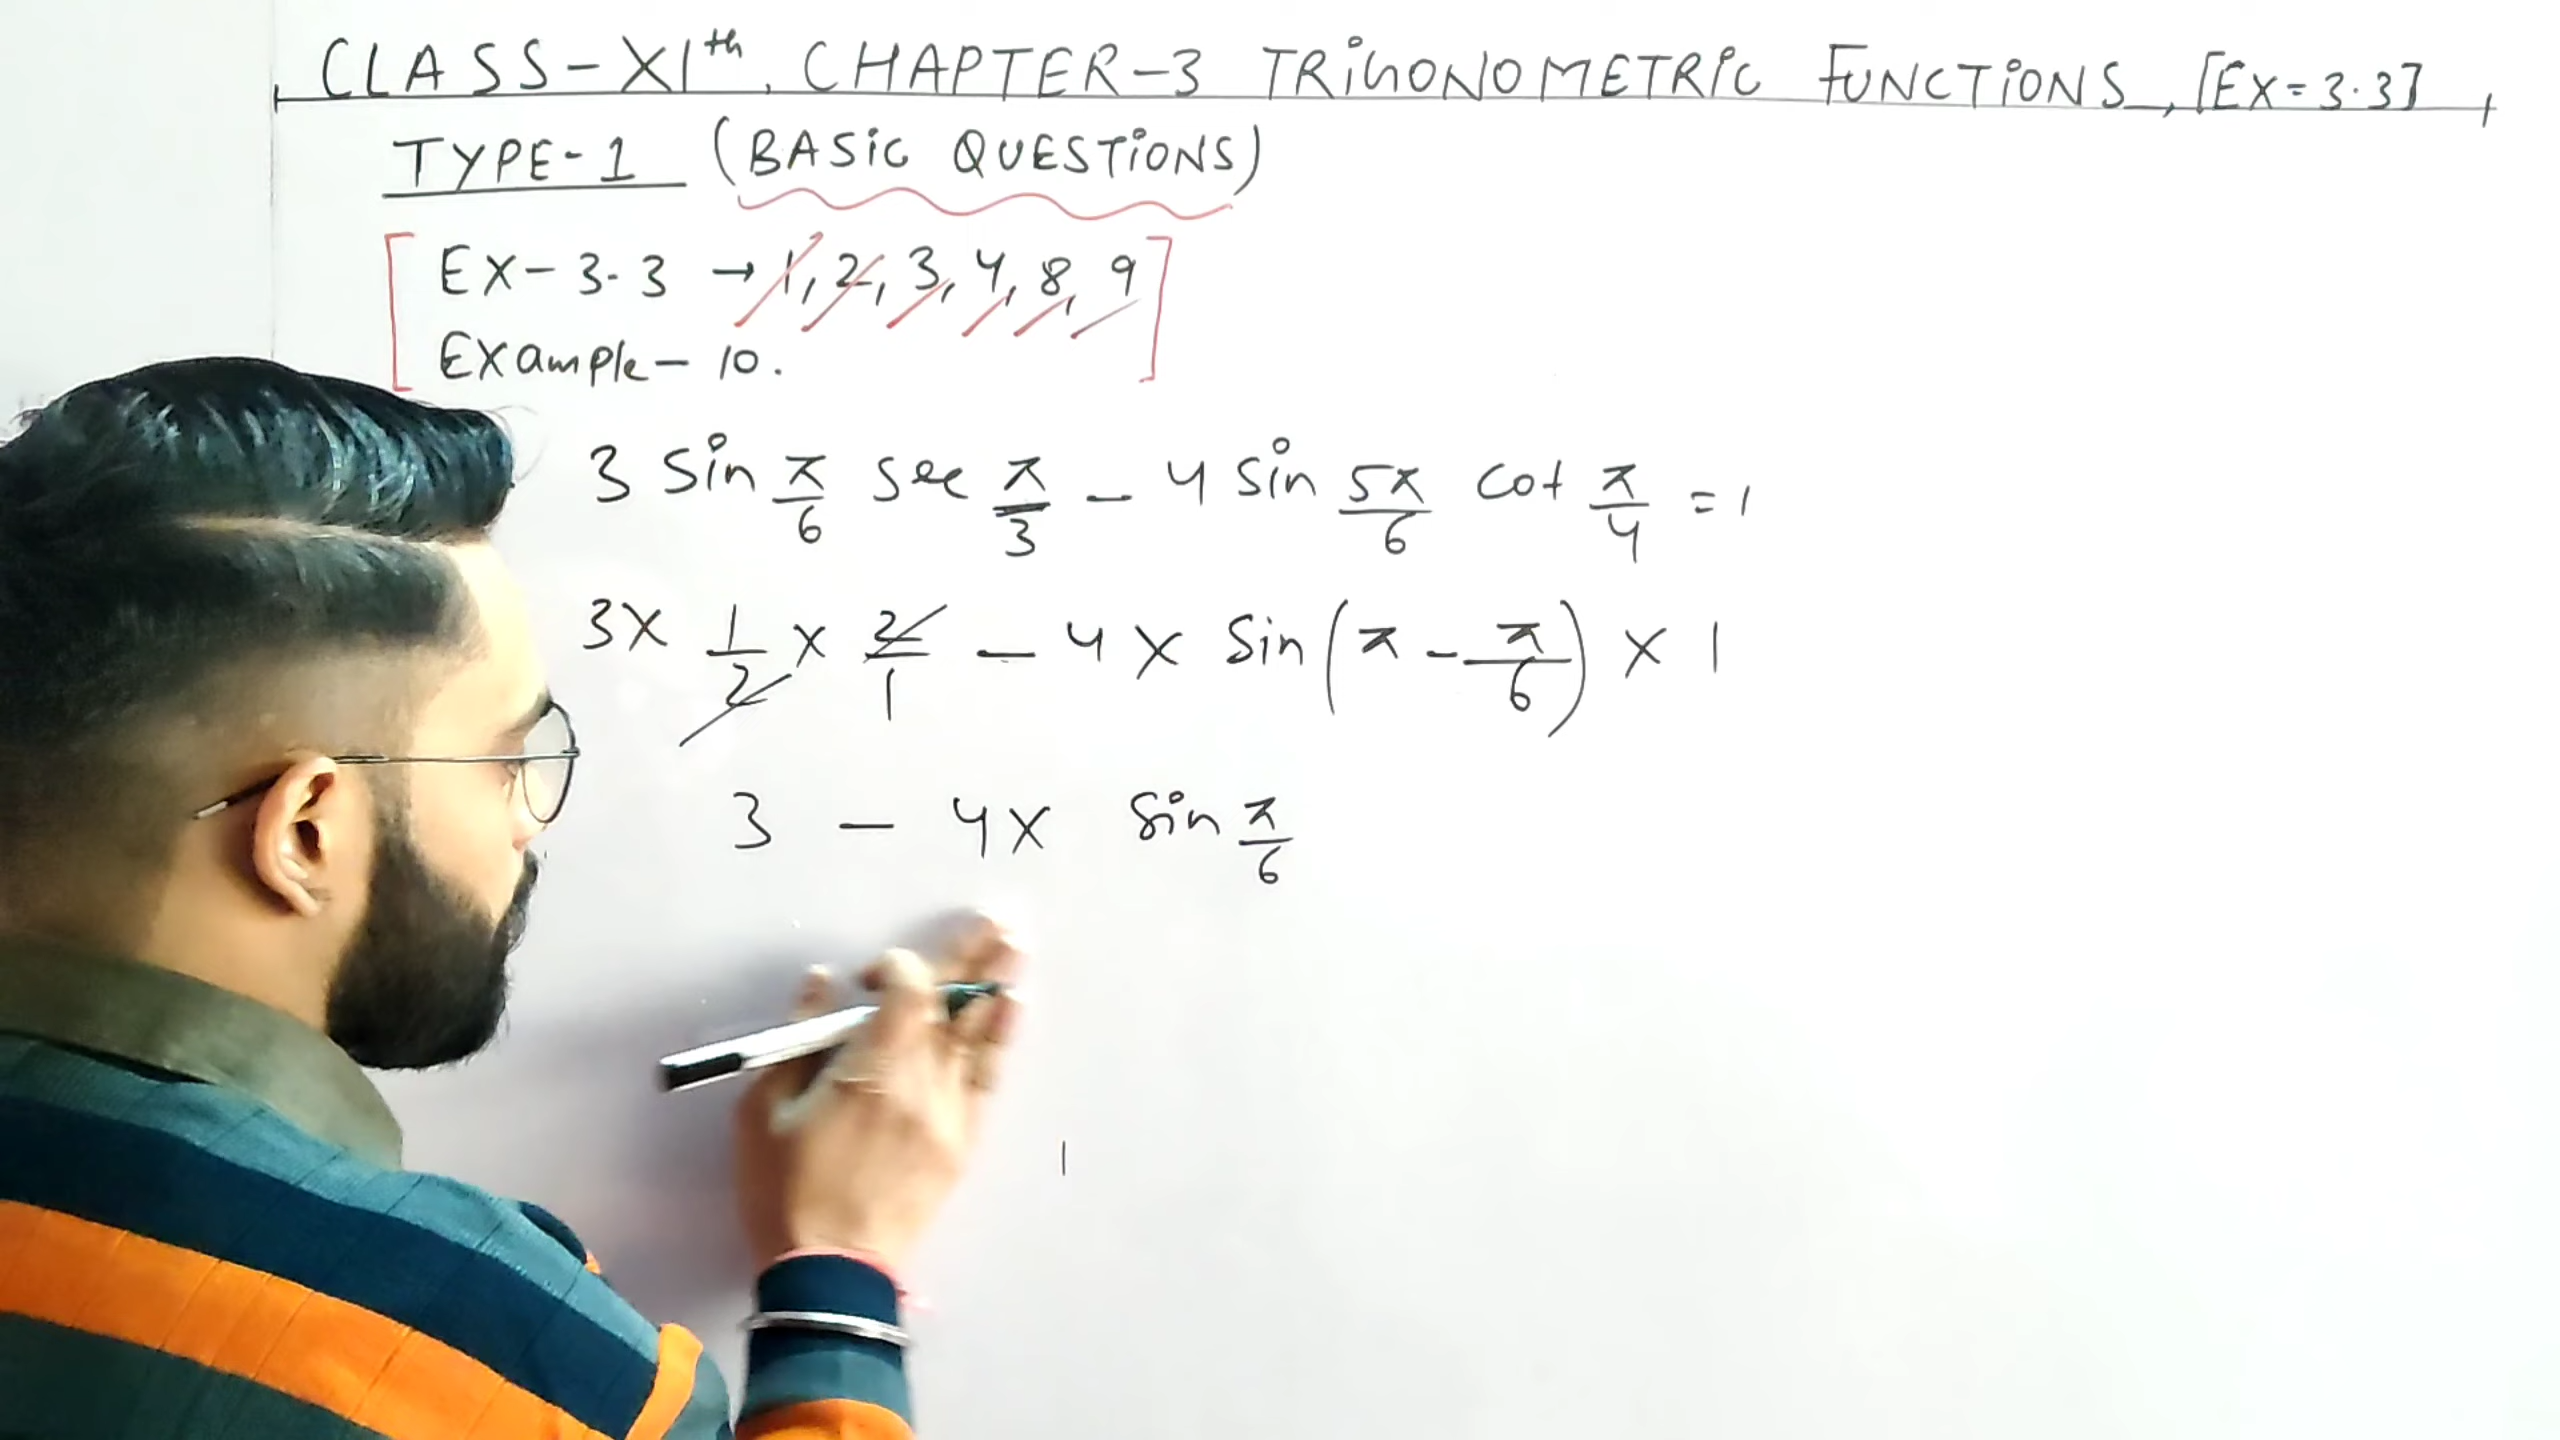 CLASS-XIth, CHAPTER-3 TRIGONOMETRIC FUNCTIONS, [EX=3.3],
TYPE-1 (BASIC QUESTIONS)
EX-3.3 → 1, 2, 3, 4, 8, 9
Example-10.
3 sin π/6 sec π/3 - 4 sin 5π/6 cot π/4 = 1
3 x 1/2 x 2/1 - 4 x sin(π - π/6) x 1
3 - 4x sin π/6